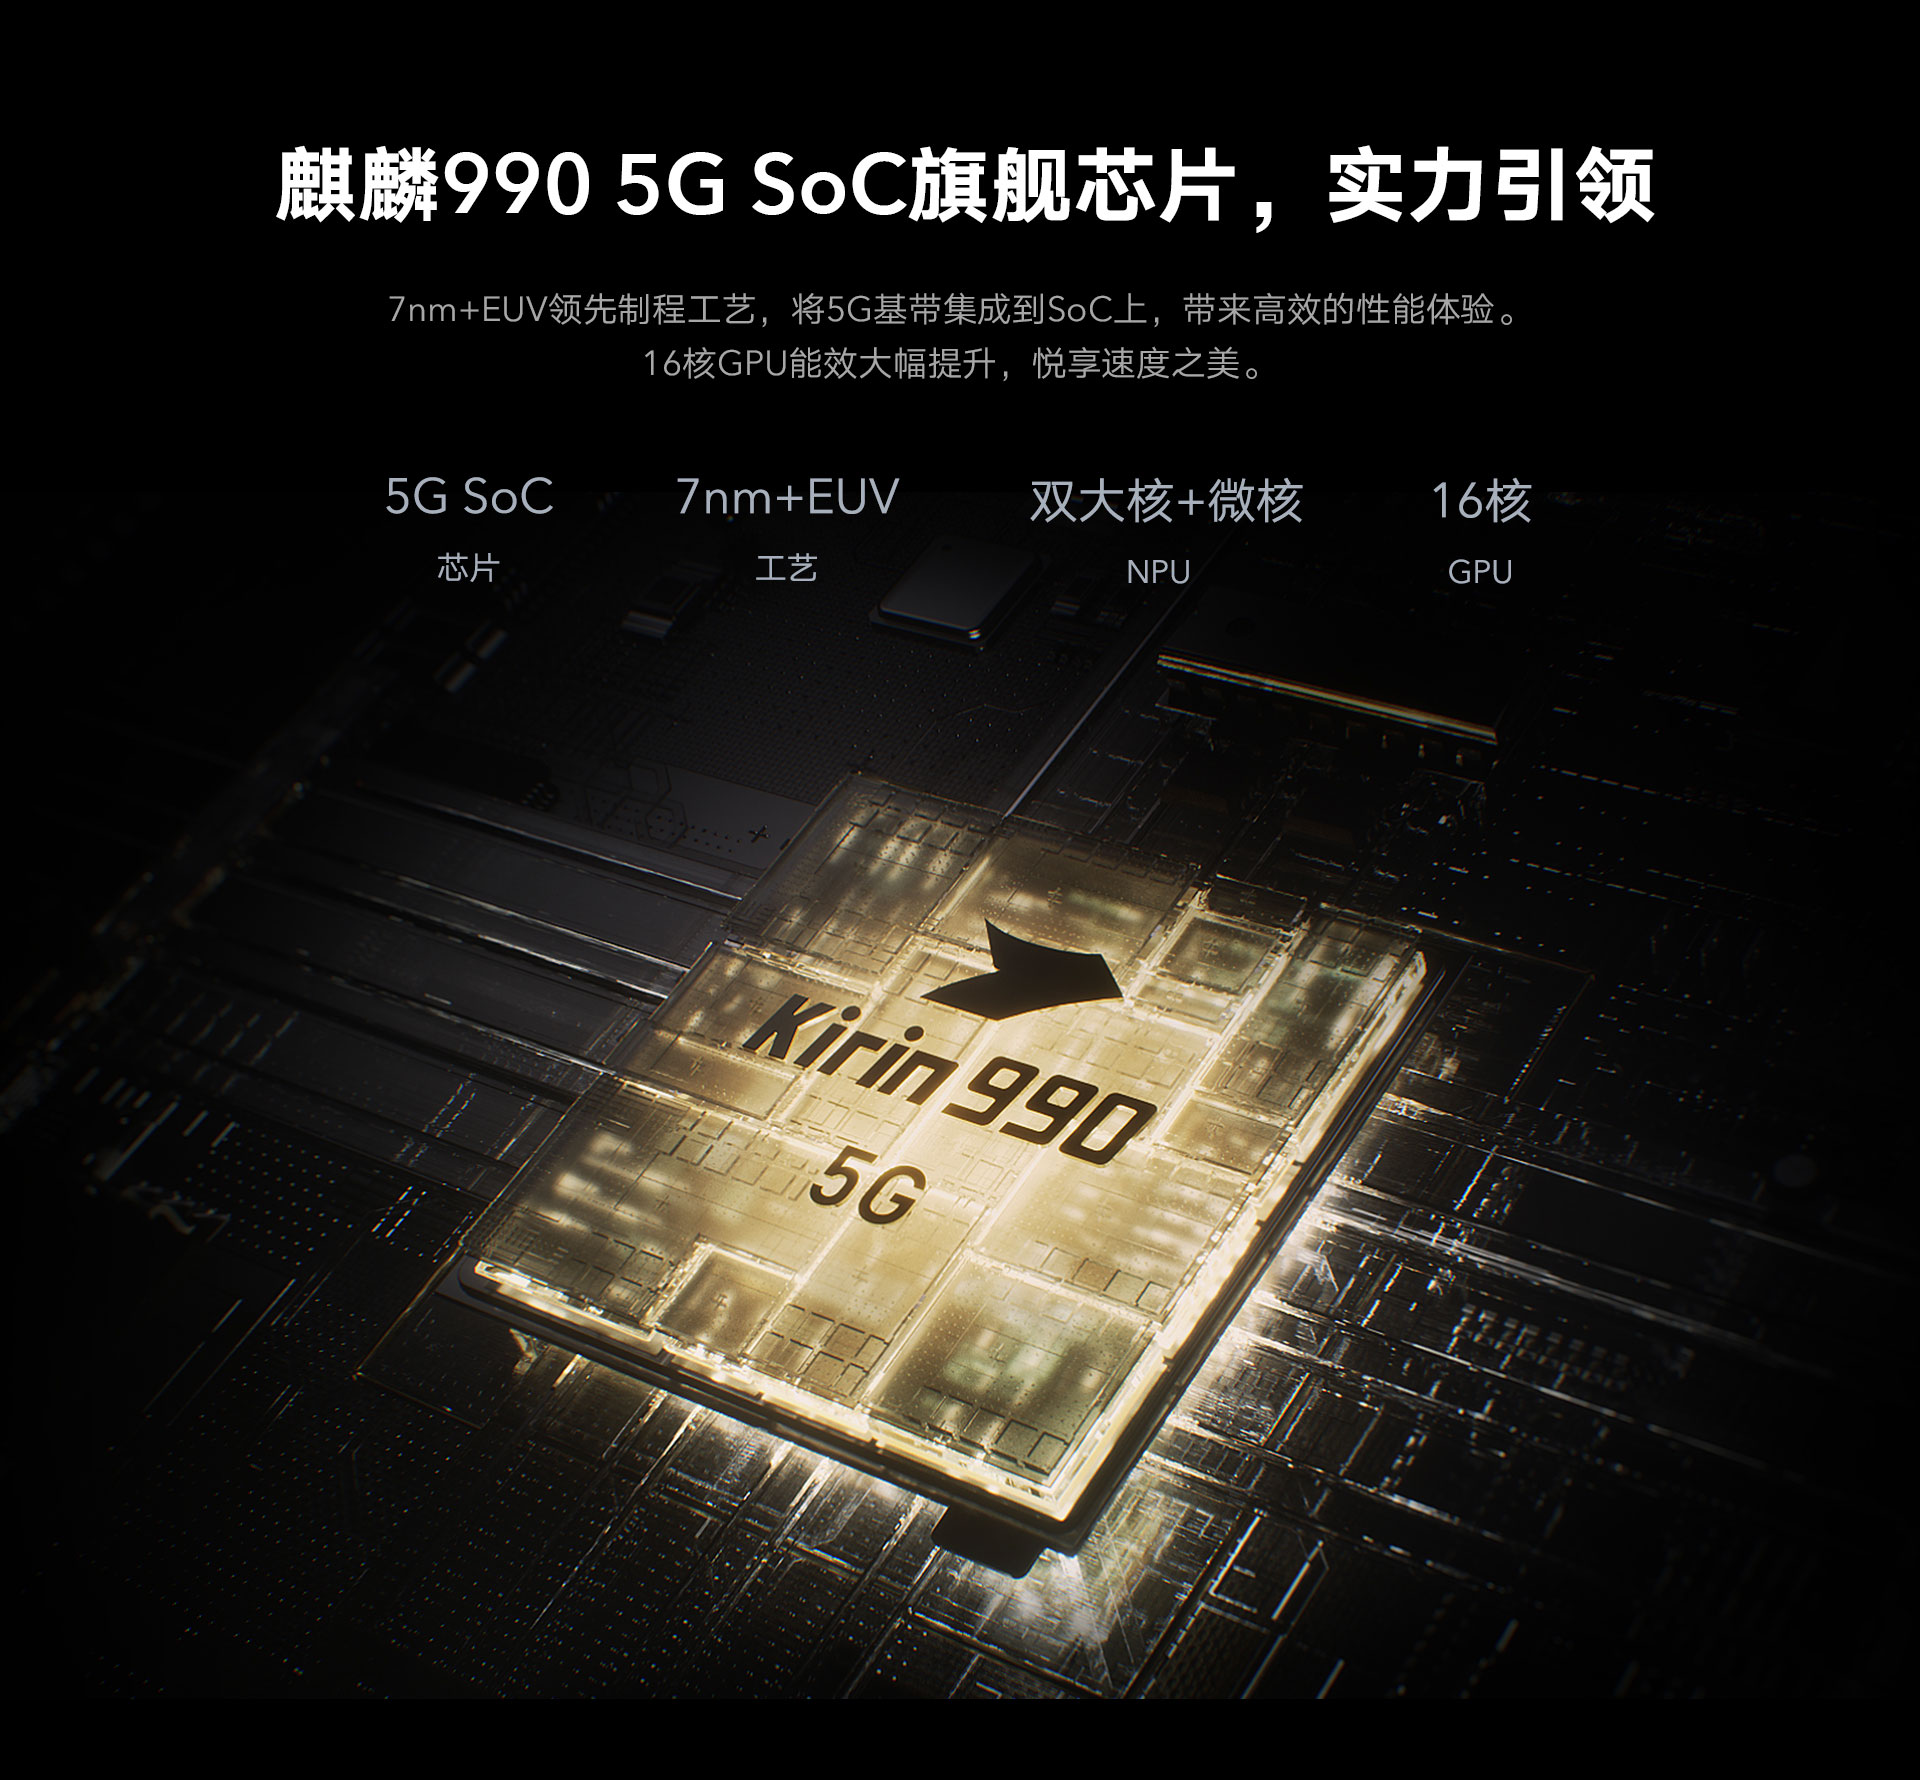 麒麟990 5G SoC旗舰芯片，实力引领
7nm+EUV领先制程工艺，将5G基带集成到SoC上，带来高效的性能体验。
16核GPU能效大幅提升，悦享速度之美。
5G SoC
芯片
7nm+EUV
工艺
双大核+微核
NPU
16核
GPU
Kirin 990
5G